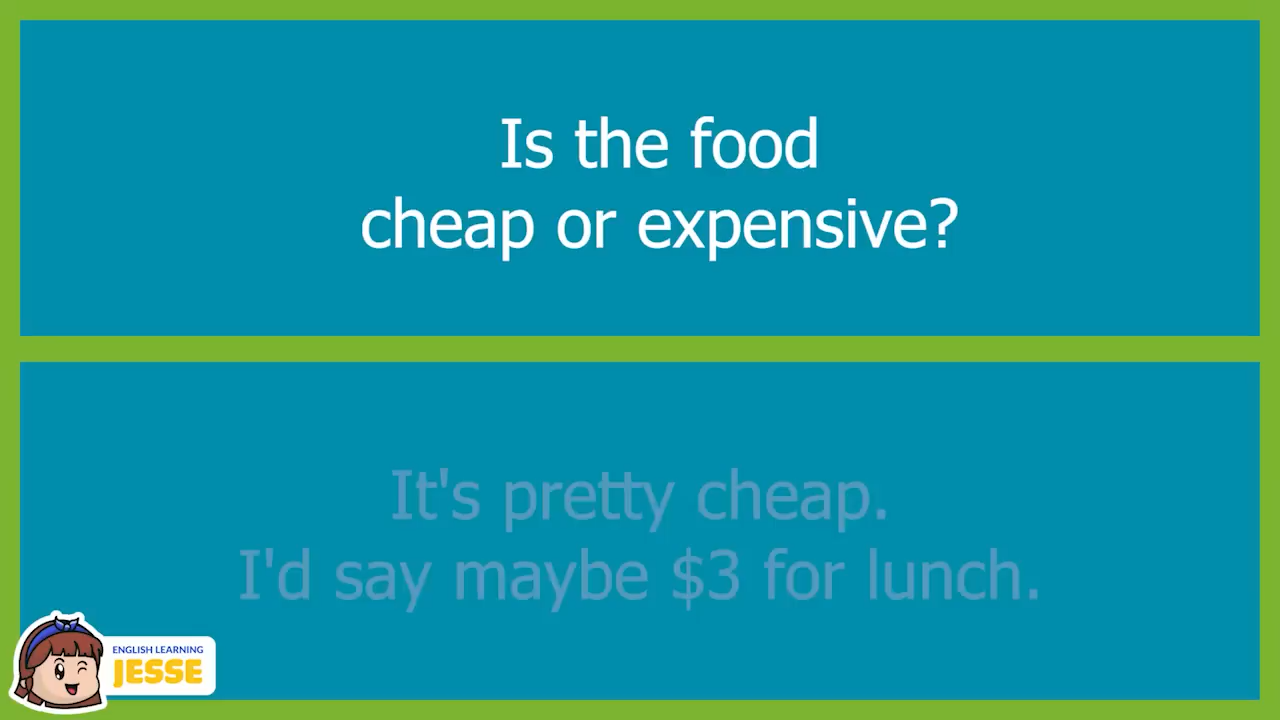 Is the food
cheap or expensive?
It's pretty cheap.
I'd say maybe $3 for lunch.
ENGLISH LEARNING
JESSE